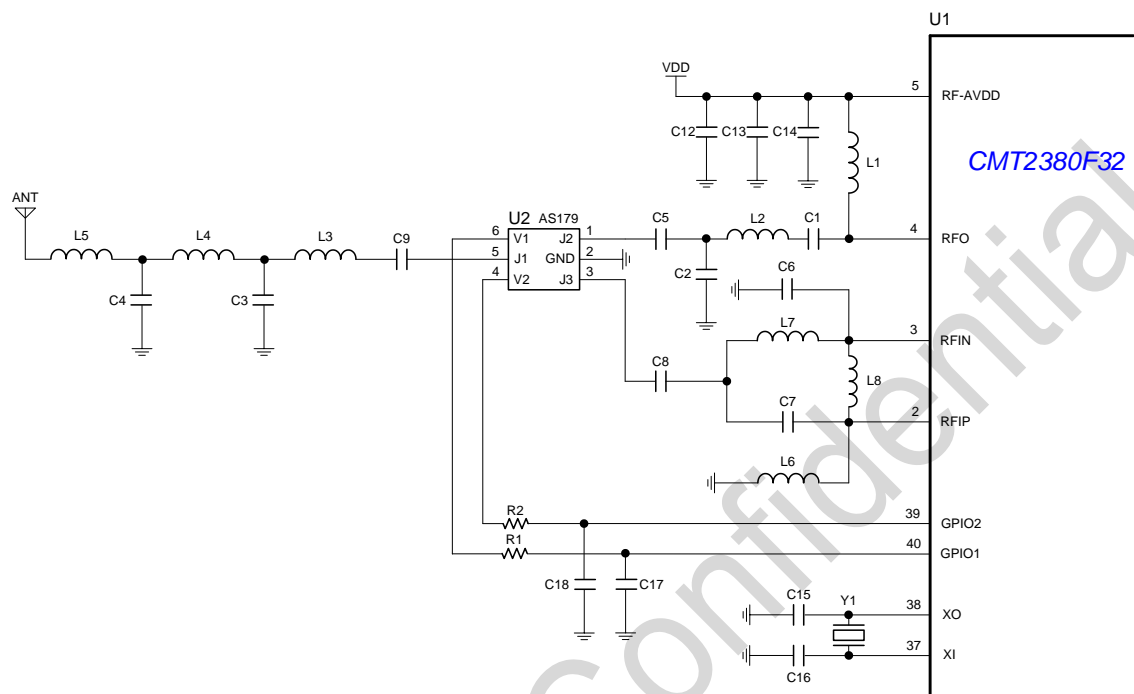 U1
VDD
5 RF-AVDD
C12 C13 C14
L1
CMT2380F32
ANT
L5 L4 L3 C9
U2 AS179
6 V1 J2 1
5 J1 GND 2
4 V2 J3 3
C5 L2 C1
4 RFO
C4 C3
C2 C6
L7 3 RFIN
C8 L8
C7 2 RFIP
L6
R2 39 GPIO2
R1 40 GPIO1
C18 C17
C15 Y1 38 XO
37 XI
C16
Confidential